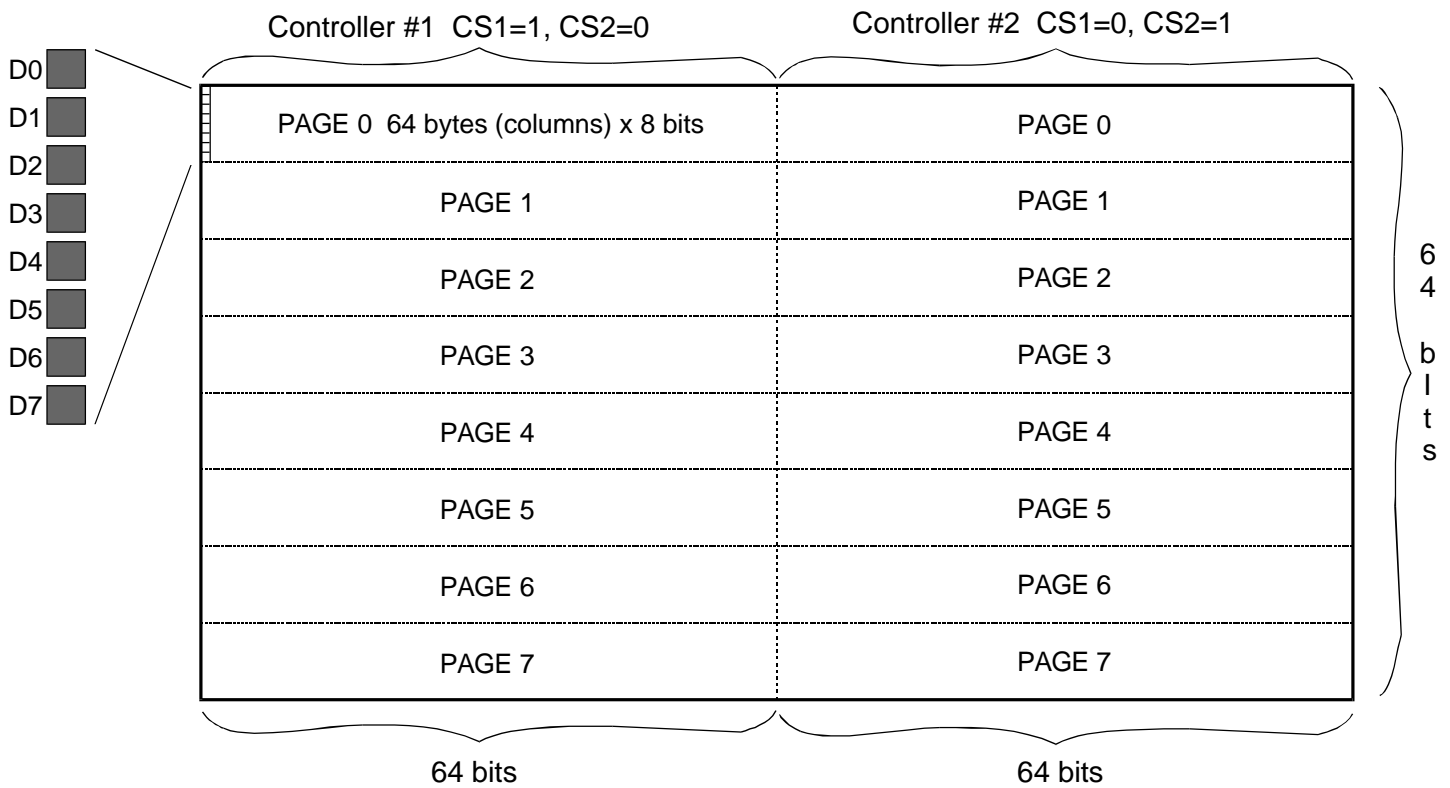 Controller #1 CS1=1, CS2=0
Controller #2 CS1=0, CS2=1
D0
D1
D2
D3
D4
D5
D6
D7
PAGE 0 64 bytes (columns) x 8 bits
PAGE 0
PAGE 1
PAGE 1
PAGE 2
PAGE 2
PAGE 3
PAGE 3
PAGE 4
PAGE 4
PAGE 5
PAGE 5
PAGE 6
PAGE 6
PAGE 7
PAGE 7
64 bIts
64 bits
64 bits